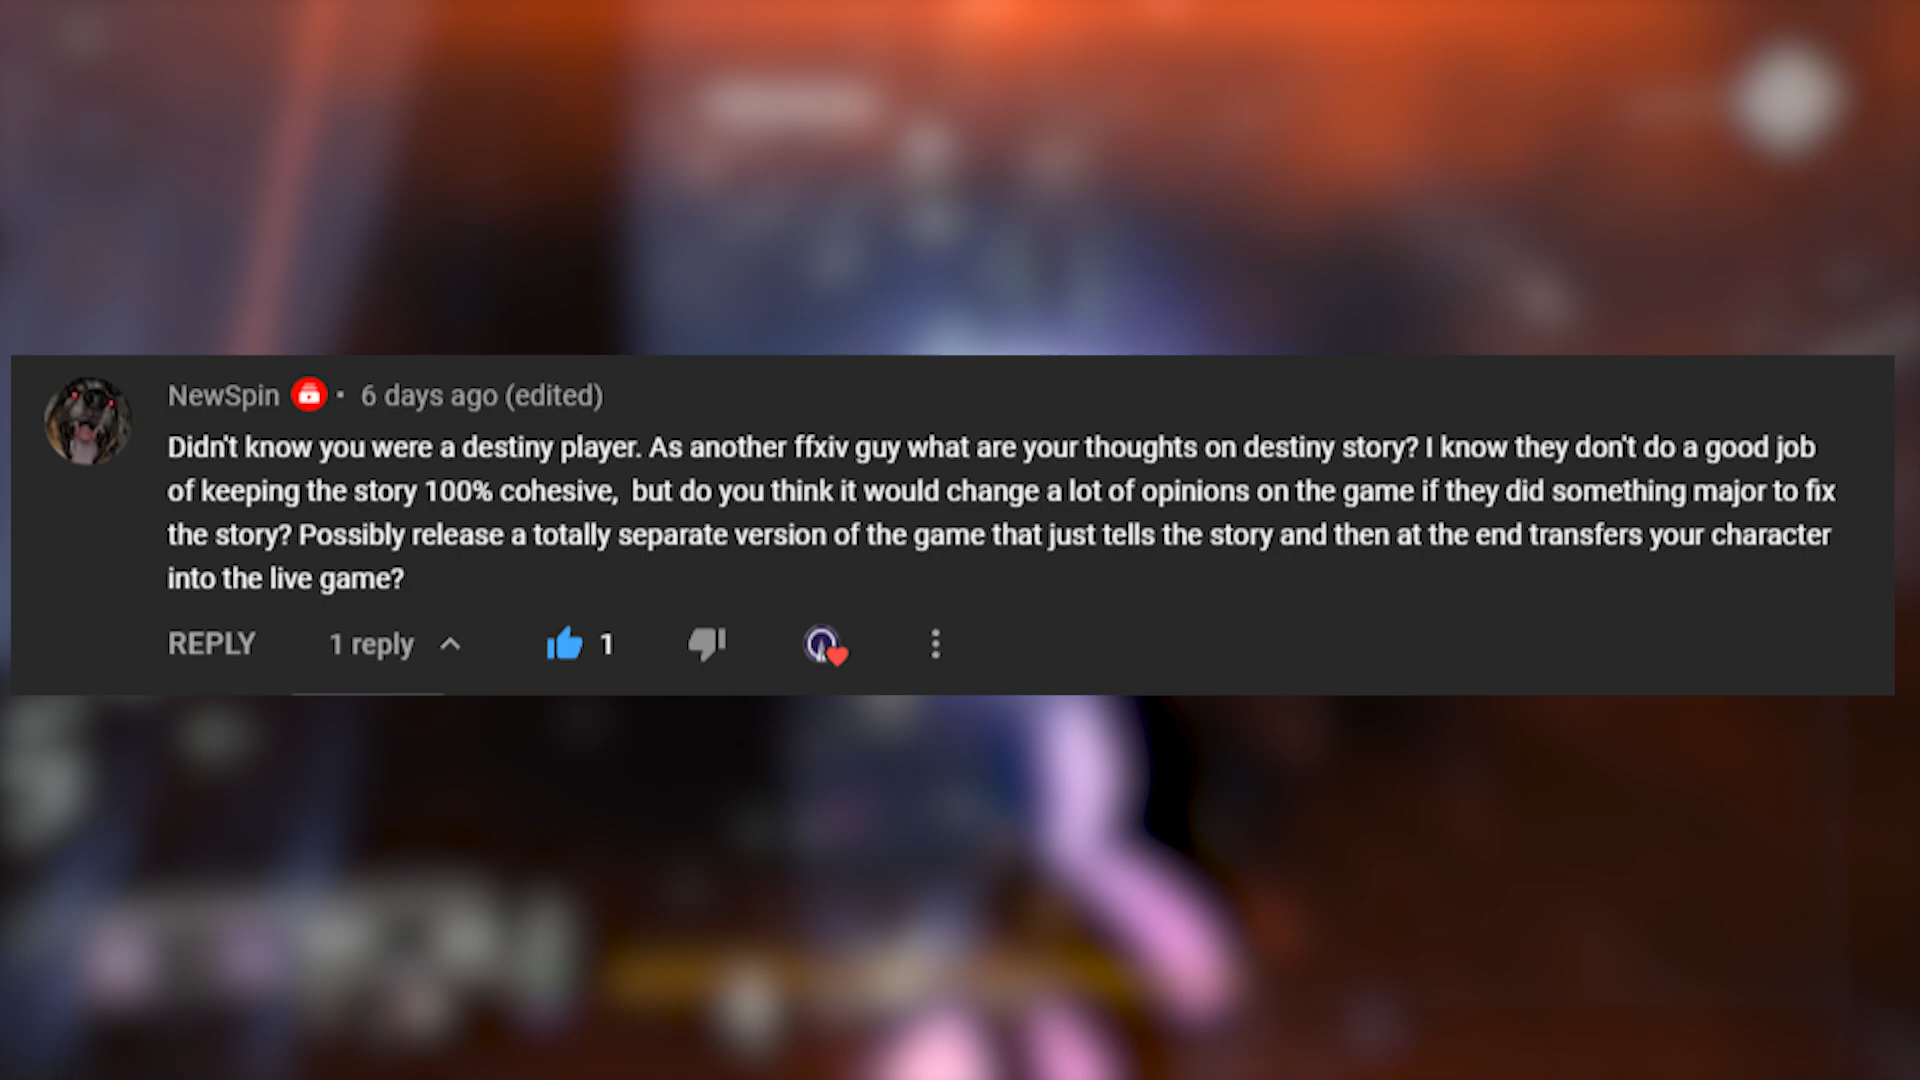 NewSpin · 6 days ago (edited)
Didn't know you were a destiny player. As another ffxiv guy what are your thoughts on destiny story? I know they don't do a good job
of keeping the story 100% cohesive, but do you think it would change a lot of opinions on the game if they did something major to fix
the story? Possibly release a totally separate version of the game that just tells the story and then at the end transfers your character
into the live game?
REPLY 1 reply 1